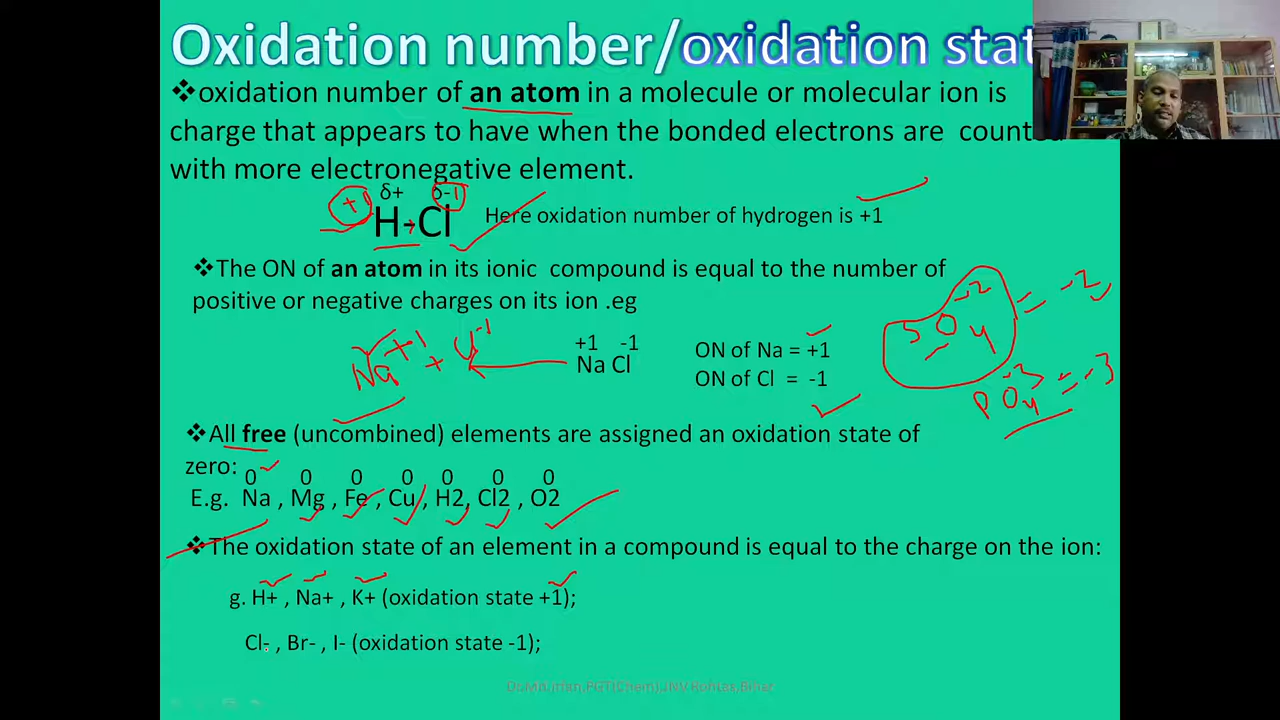 Oxidation number/oxidation stat
❖oxidation number of an atom in a molecule or molecular ion is
charge that appears to have when the bonded electrons are count
with more electronegative element.
δ+ δ-1
+1 H Cl Here oxidation number of hydrogen is +1
❖The ON of an atom in its ionic compound is equal to the number of
positive or negative charges on its ion .eg
SO4 -2 = -2
Na +1 + Cl -1
+1 -1
Na Cl
ON of Na = +1
ON of Cl = -1
PO4 -3 = -3
❖All free (uncombined) elements are assigned an oxidation state of
zero:
0 0 0 0 0 0 0
E.g. Na , Mg , Fe , Cu , H2, Cl2 , O2
❖The oxidation state of an element in a compound is equal to the charge on the ion:
g. H+ , Na+ , K+ (oxidation state +1);
Cl- , Br- , I- (oxidation state -1);
PGT(Chem),JNV Buxar,Bihar